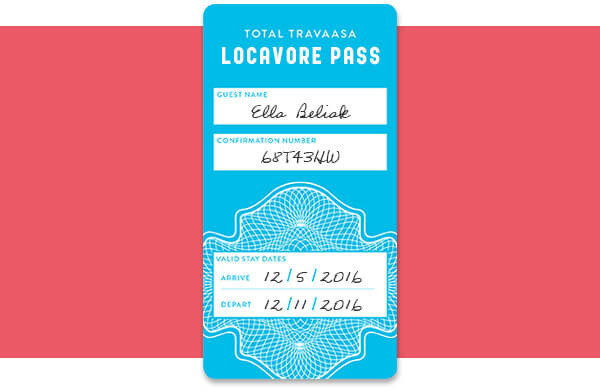 TOTAL TRAVAASA
LOCAVORE PASS
GUEST NAME
Ella Beliak
CONFIRMATION NUMBER
68T43HW
VALID STAY DATES
ARRIVE 12/5/2016
DEPART 12/11/2016